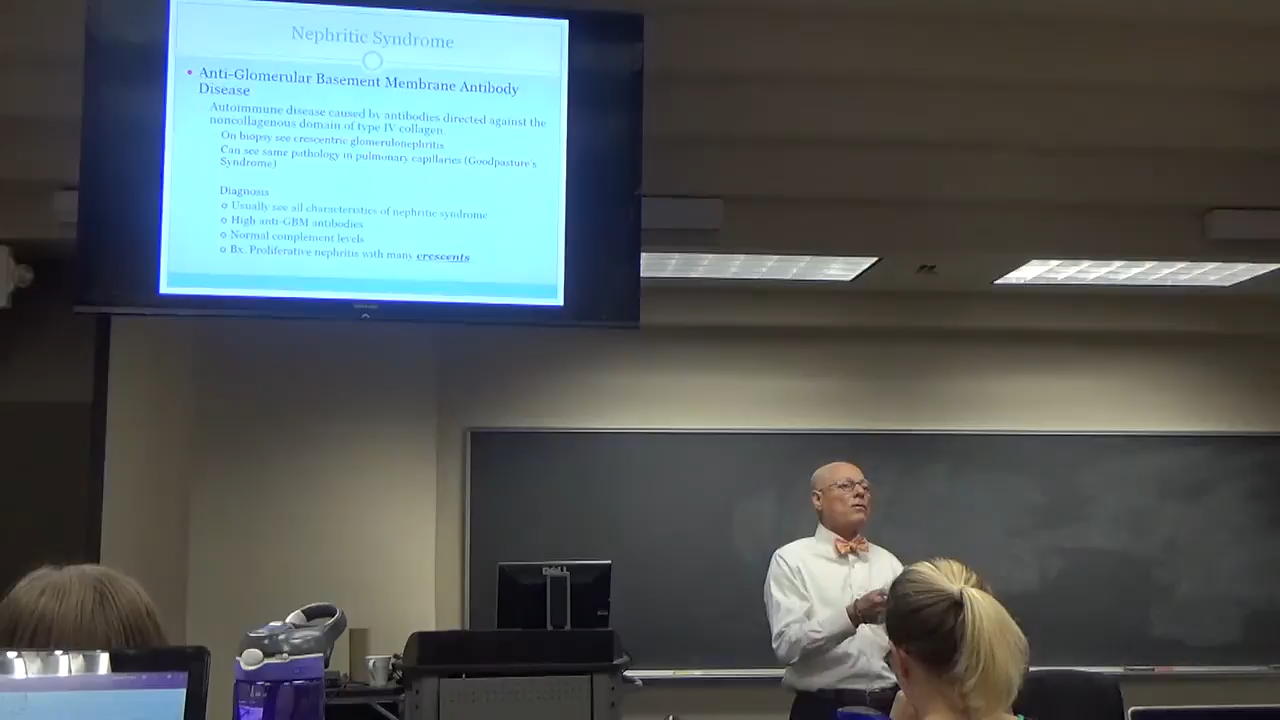 Nephritic Syndrome
• Anti-Glomerular Basement Membrane Antibody
Disease
Autoimmune disease caused by antibodies directed against the
noncollagenous domain of type IV collagen.
On biopsy see crescentric glomerulonephritis
Can see same pathology in pulmonary capillaries (Goodpasture's
Syndrome)
Diagnosis
o Usually see all characteristics of nephritic syndrome
o High anti-GBM antibodies
o Normal complement levels
o Bx. Proliferative nephritis with many crescents
DELL